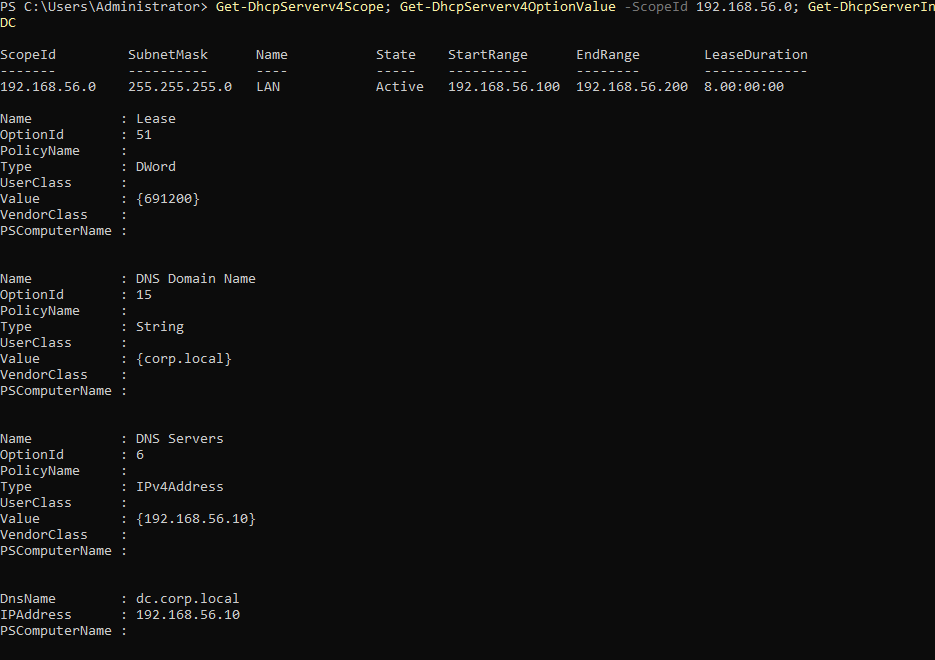 PS C:\Users\Administrator> Get-DhcpServerv4Scope; Get-DhcpServerv4OptionValue -ScopeId 192.168.56.0; Get-DhcpServerIn
DC
ScopeId         SubnetMask      Name           State    StartRange      EndRange        LeaseDuration
-------         ----------      ----           -----    ----------      --------        -------------
192.168.56.0    255.255.255.0   LAN            Active   192.168.56.100  192.168.56.200  8.00:00:00
Name           : Lease
OptionId       : 51
PolicyName     :
Type           : DWord
UserClass      :
Value          : {691200}
VendorClass    :
PSComputerName :
Name           : DNS Domain Name
OptionId       : 15
PolicyName     :
Type           : String
UserClass      :
Value          : {corp.local}
VendorClass    :
PSComputerName :
Name           : DNS Servers
OptionId       : 6
PolicyName     :
Type           : IPv4Address
UserClass      :
Value          : {192.168.56.10}
VendorClass    :
PSComputerName :
DnsName        : dc.corp.local
IPAddress      : 192.168.56.10
PSComputerName :